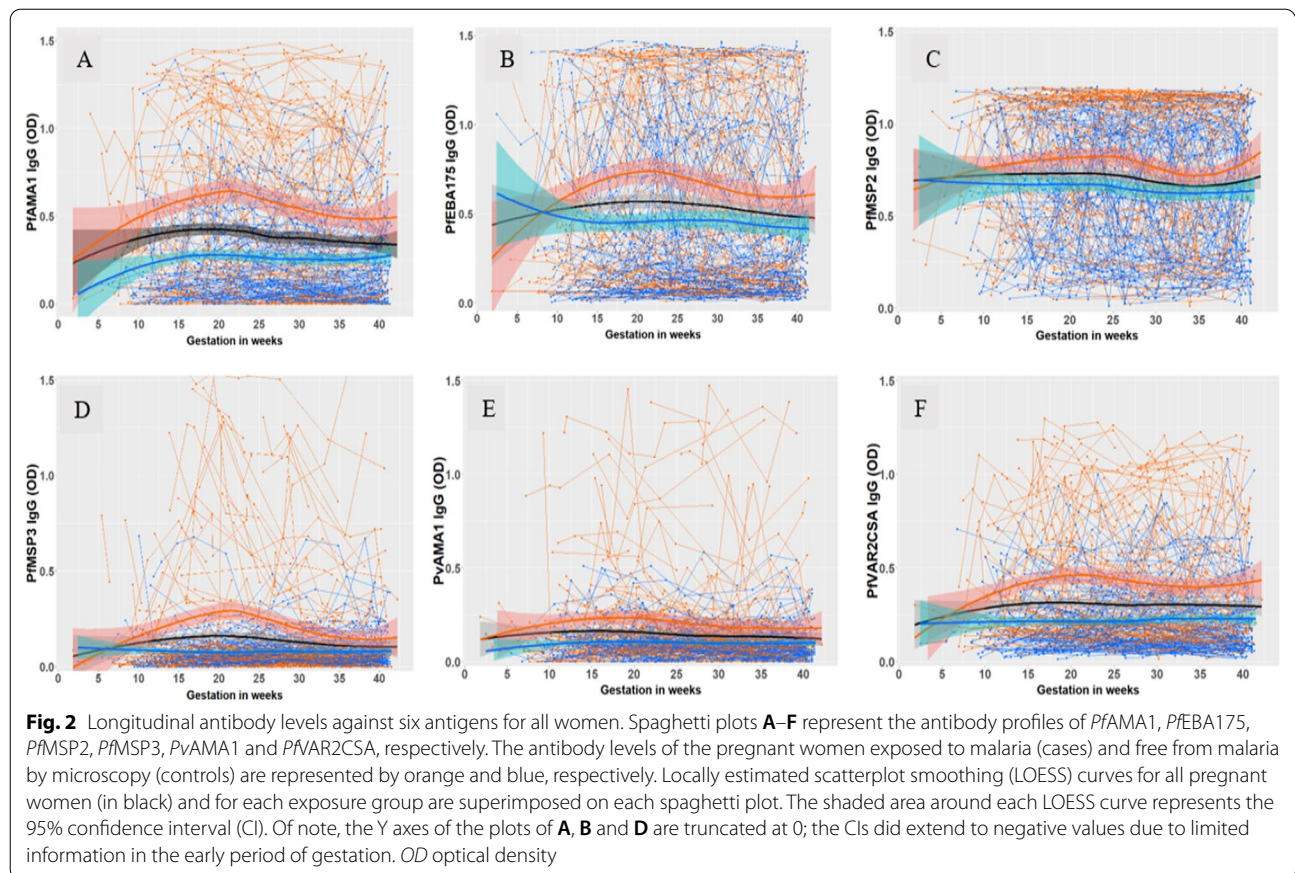 A
B
C
1.5
1.0
0.5
0.0
PfAMA1 IgG (OD)
0 5 10 15 20 25 30 35 40
Gestation in weeks
1.5
1.0
0.5
0.0
PfEBA175 IgG (OD)
0 5 10 15 20 25 30 35 40
Gestation in weeks
1.5
1.0
0.5
0.0
PfMSP2 IgG (OD)
0 5 10 15 20 25 30 35 40
Gestation in weeks
D
E
F
1.5
1.0
0.5
0.0
PfMSP3 IgG (OD)
0 5 10 15 20 25 30 35 40
Gestation in weeks
1.5
1.0
0.5
0.0
PvAMA1 IgG (OD)
0 5 10 15 20 25 30 35 40
Gestation in weeks
1.5
1.0
0.5
0.0
PfVAR2CSA IgG (OD)
0 5 10 15 20 25 30 35 40
Gestation in weeks
Fig. 2 Longitudinal antibody levels against six antigens for all women. Spaghetti plots A–F represent the antibody profiles of PfAMA1, PfEBA175,
PfMSP2, PfMSP3, PvAMA1 and PfVAR2CSA, respectively. The antibody levels of the pregnant women exposed to malaria (cases) and free from malaria
by microscopy (controls) are represented by orange and blue, respectively. Locally estimated scatterplot smoothing (LOESS) curves for all pregnant
women (in black) and for each exposure group are superimposed on each spaghetti plot. The shaded area around each LOESS curve represents the
95% confidence interval (CI). Of note, the Y axes of the plots of A, B and D are truncated at 0; the CIs did extend to negative values due to limited
information in the early period of gestation. OD optical density